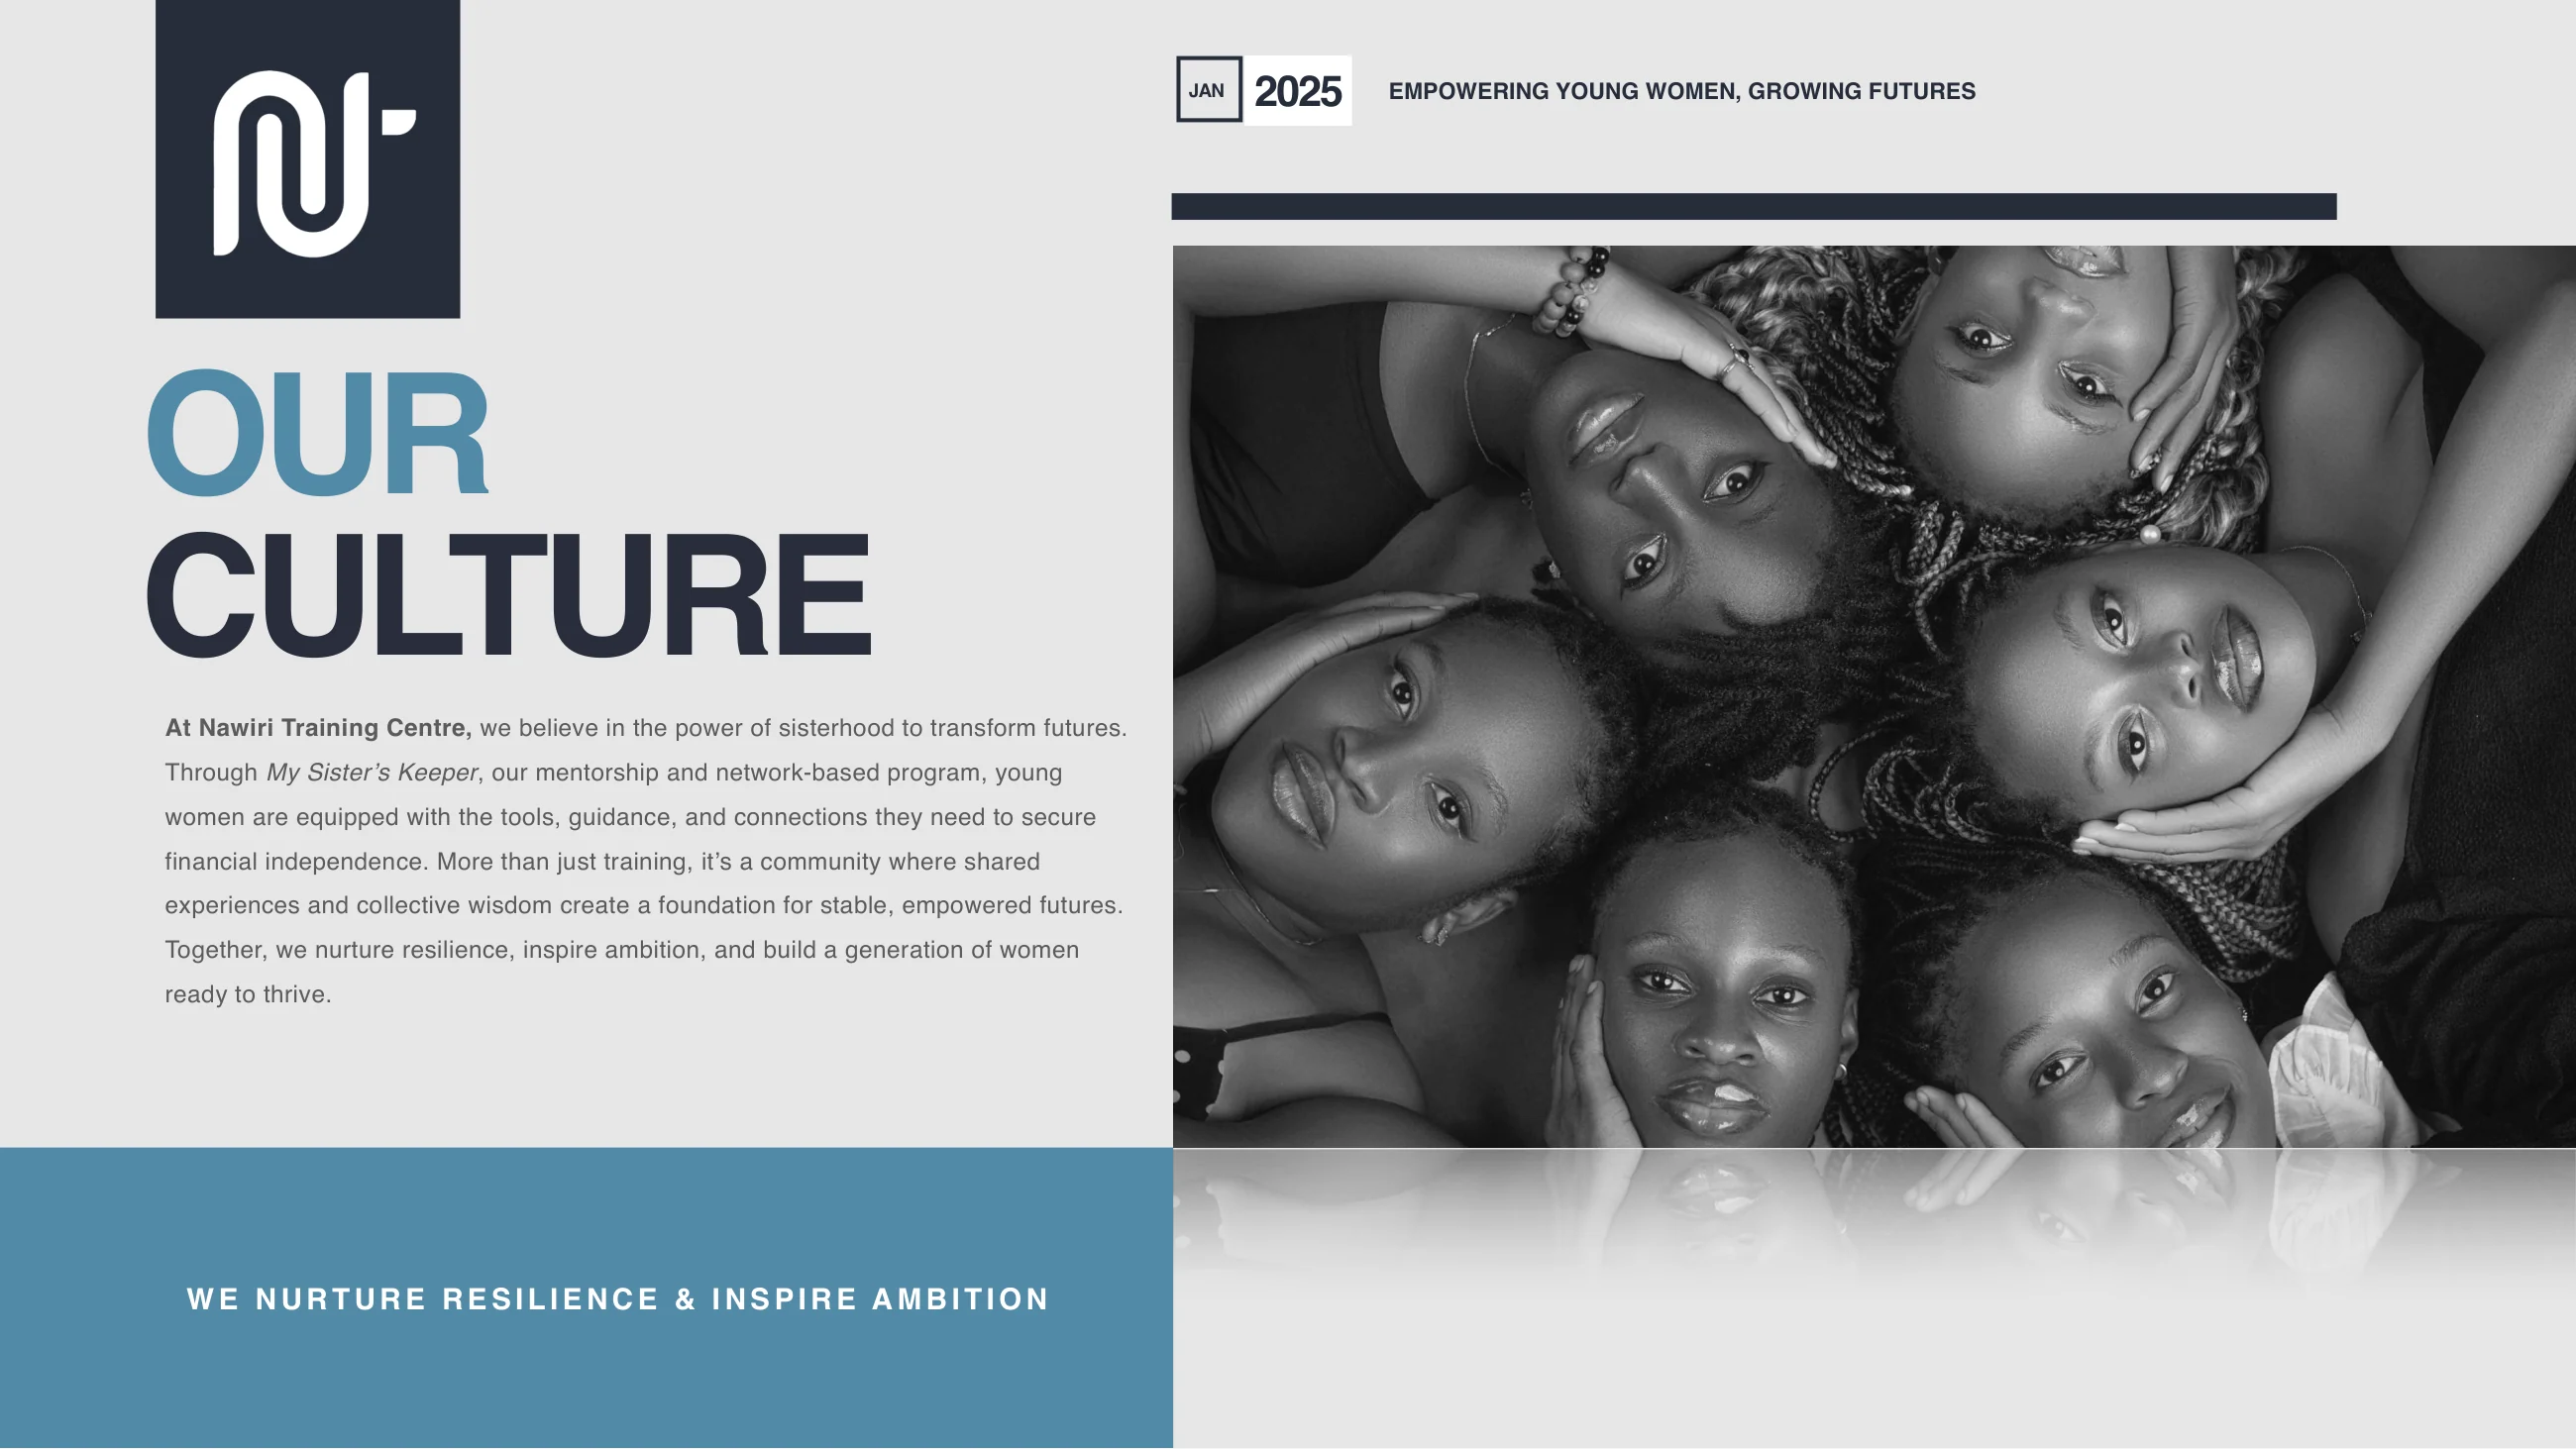 JAN 2025 EMPOWERING YOUNG WOMEN, GROWING FUTURES
OUR
CULTURE
At Nawiri Training Centre, we believe in the power of sisterhood to transform futures.
Through My Sister’s Keeper, our mentorship and network-based program, young
women are equipped with the tools, guidance, and connections they need to secure
financial independence. More than just training, it’s a community where shared
experiences and collective wisdom create a foundation for stable, empowered futures.
Together, we nurture resilience, inspire ambition, and build a generation of women
ready to thrive.
WE NURTURE RESILIENCE & INSPIRE AMBITION